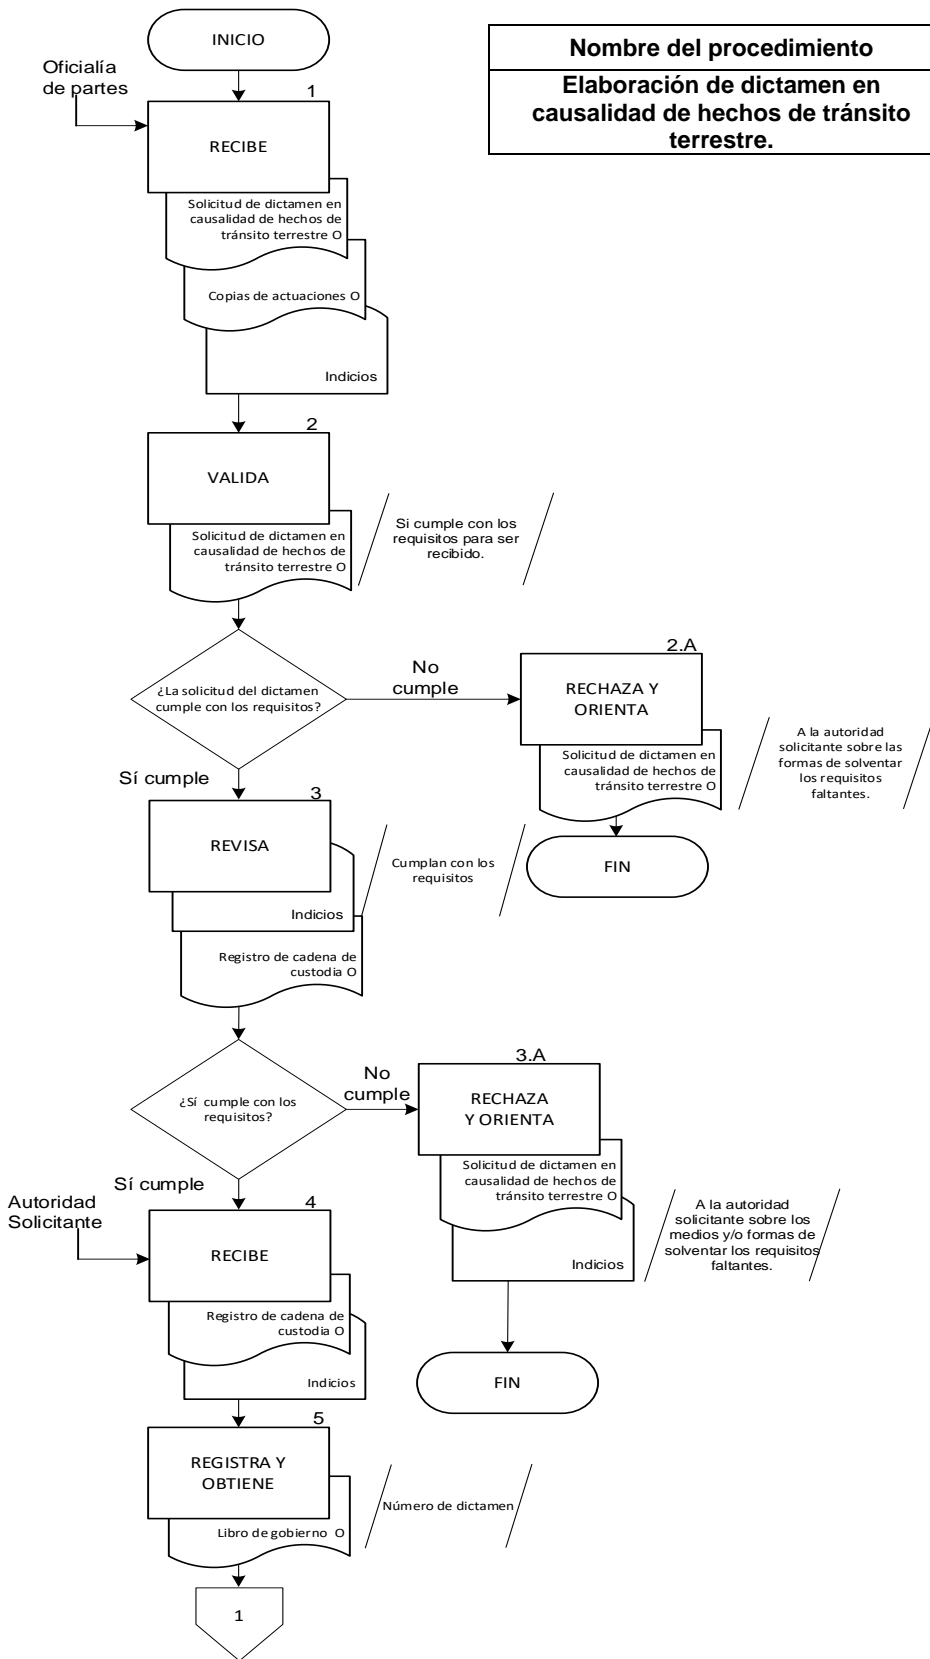 INICIO
Nombre del procedimiento
Elaboración de dictamen en
causalidad de hechos de tránsito
terrestre.
Oficialía
de partes
1
RECIBE
Solicitud de dictamen en
causalidad de hechos de
tránsito terrestre O
Copias de actuaciones O
Indicios
2
VALIDA
Solicitud de dictamen en
causalidad de hechos de
tránsito terrestre O
Si cumple con los
requisitos para ser
recibido.
¿La solicitud del dictamen
cumple con los requisitos?
No
cumple
2.A
RECHAZA Y
ORIENTA
Solicitud de dictamen en
causalidad de hechos de
tránsito terrestre O
A la autoridad
solicitante sobre las
formas de solventar
los requisitos
faltantes.
FIN
Sí cumple
3
REVISA
Indicios
Registro de cadena de
custodia O
Cumplan con los
requisitos
¿Sí cumple con los
requisitos?
No
cumple
3.A
RECHAZA
Y ORIENTA
Solicitud de dictamen en
causalidad de hechos de
tránsito terrestre O
Indicios
A la autoridad
solicitante sobre los
medios y/o formas de
solventar los requisitos
faltantes.
FIN
Sí cumple
Autoridad
Solicitante
4
RECIBE
Registro de cadena de
custodia O
Indicios
5
REGISTRA Y
OBTIENE
Libro de gobierno O
Número de dictamen
1